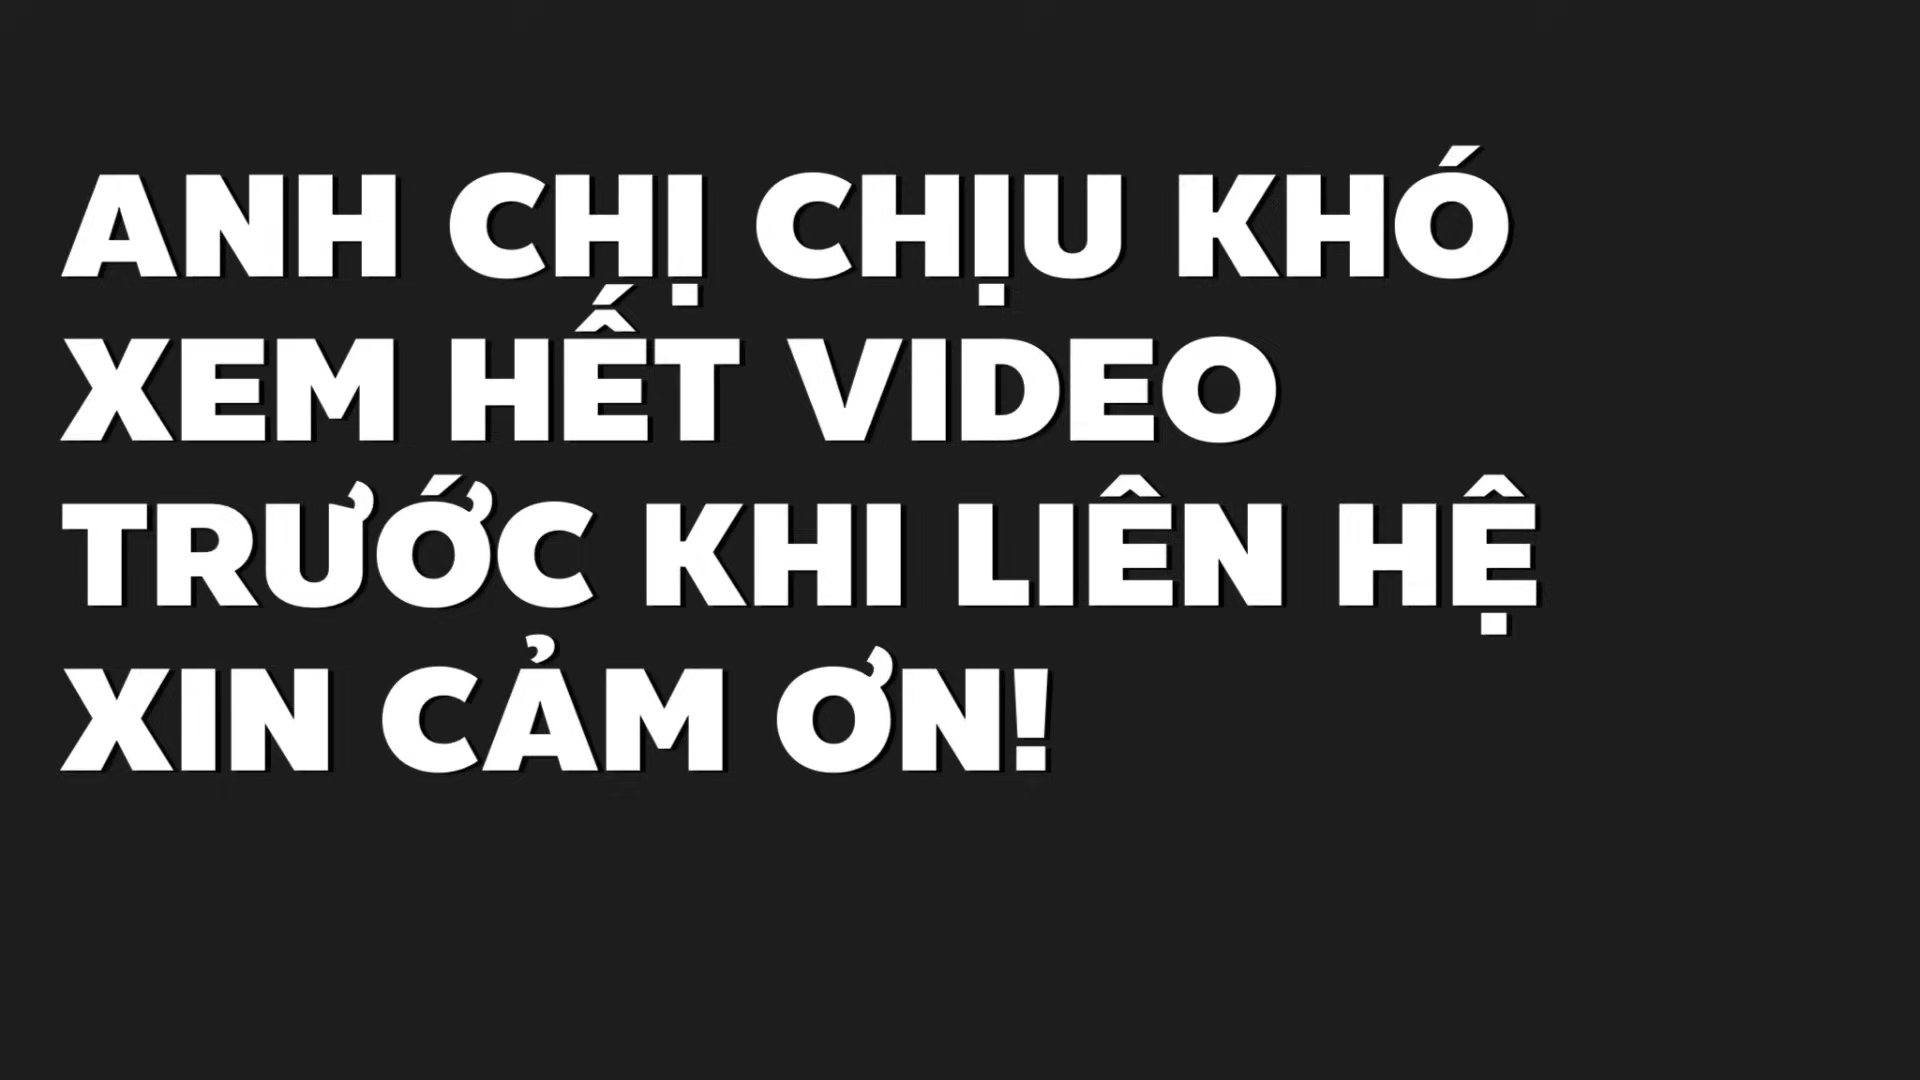 ANH CHỊ CHỊU KHÓ
XEM HẾT VIDEO
TRƯỚC KHI LIÊN HỆ
XIN CẢM ƠN!